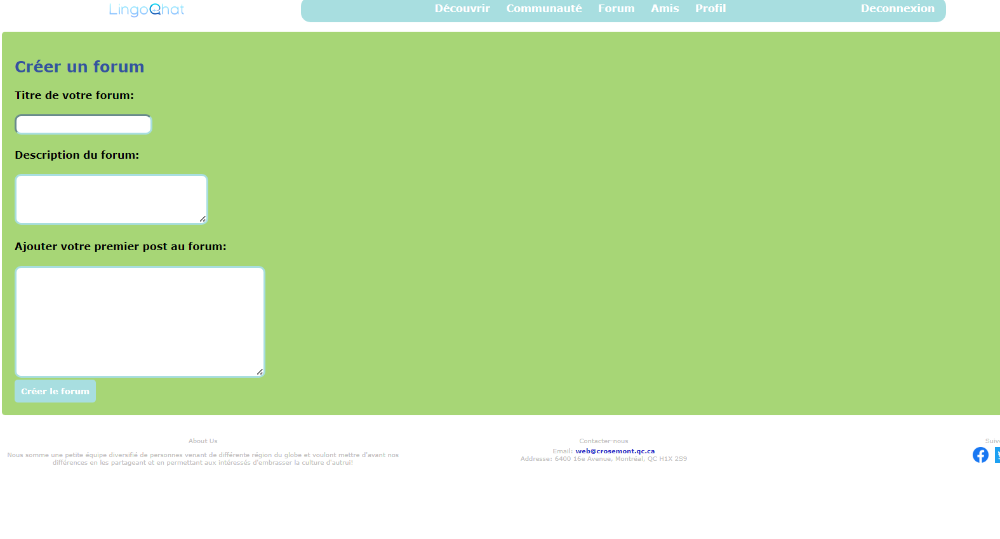 LingoChat
Découvrir Communauté Forum Amis Profil Deconnexion
Créer un forum
Titre de votre forum:
Description du forum:
Ajouter votre premier post au forum:
Créer le forum
About Us
Nous somme une petite équipe diversifié de personnes venant de différente région du globe et voulont mettre d'avant nos
différences en les partageant et en permettant aux intéressés d'embrasser la culture d'autrui!
Contacter-nous
Email: web@crosemont.qc.ca
Addresse: 6400 16e Avenue, Montréal, QC H1X 2S9